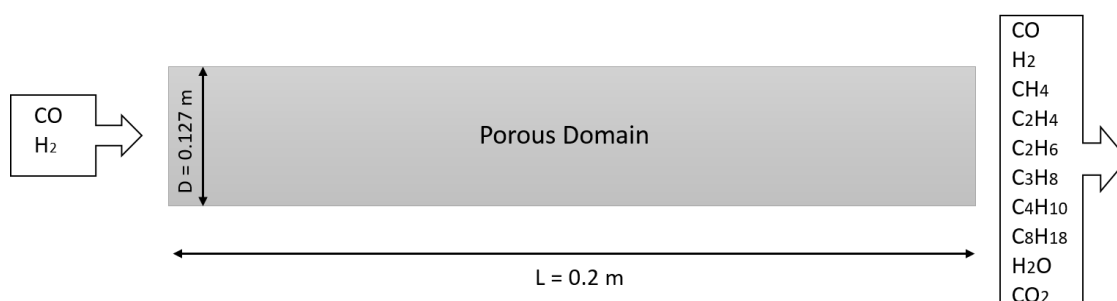 CO
H2
D = 0.127 m
Porous Domain
L = 0.2 m
CO
H2
CH4
C2H4
C2H6
C3H8
C4H10
C8H18
H2O
CO2